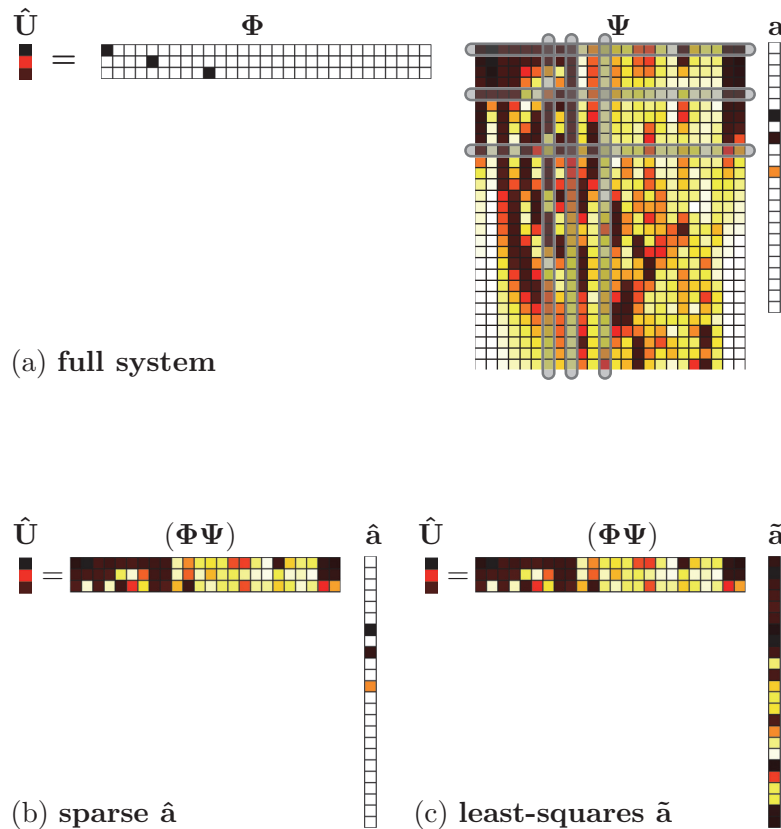 Û = Φ Ψ a
(a) full system
Û = (ΦΨ) â
Û = (ΦΨ) ã
(b) sparse â
(c) least-squares ã